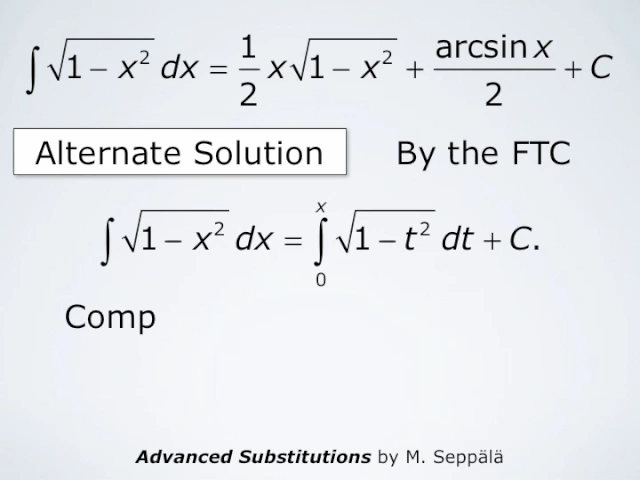 ∫√1 − x² dx = 1/2 x√1 − x² + arcsin x/2 + C
Alternate Solution By the FTC
∫√1 − x² dx = ∫₀ˣ √1 − t² dt + C.
Comp
Advanced Substitutions by M. Seppälä